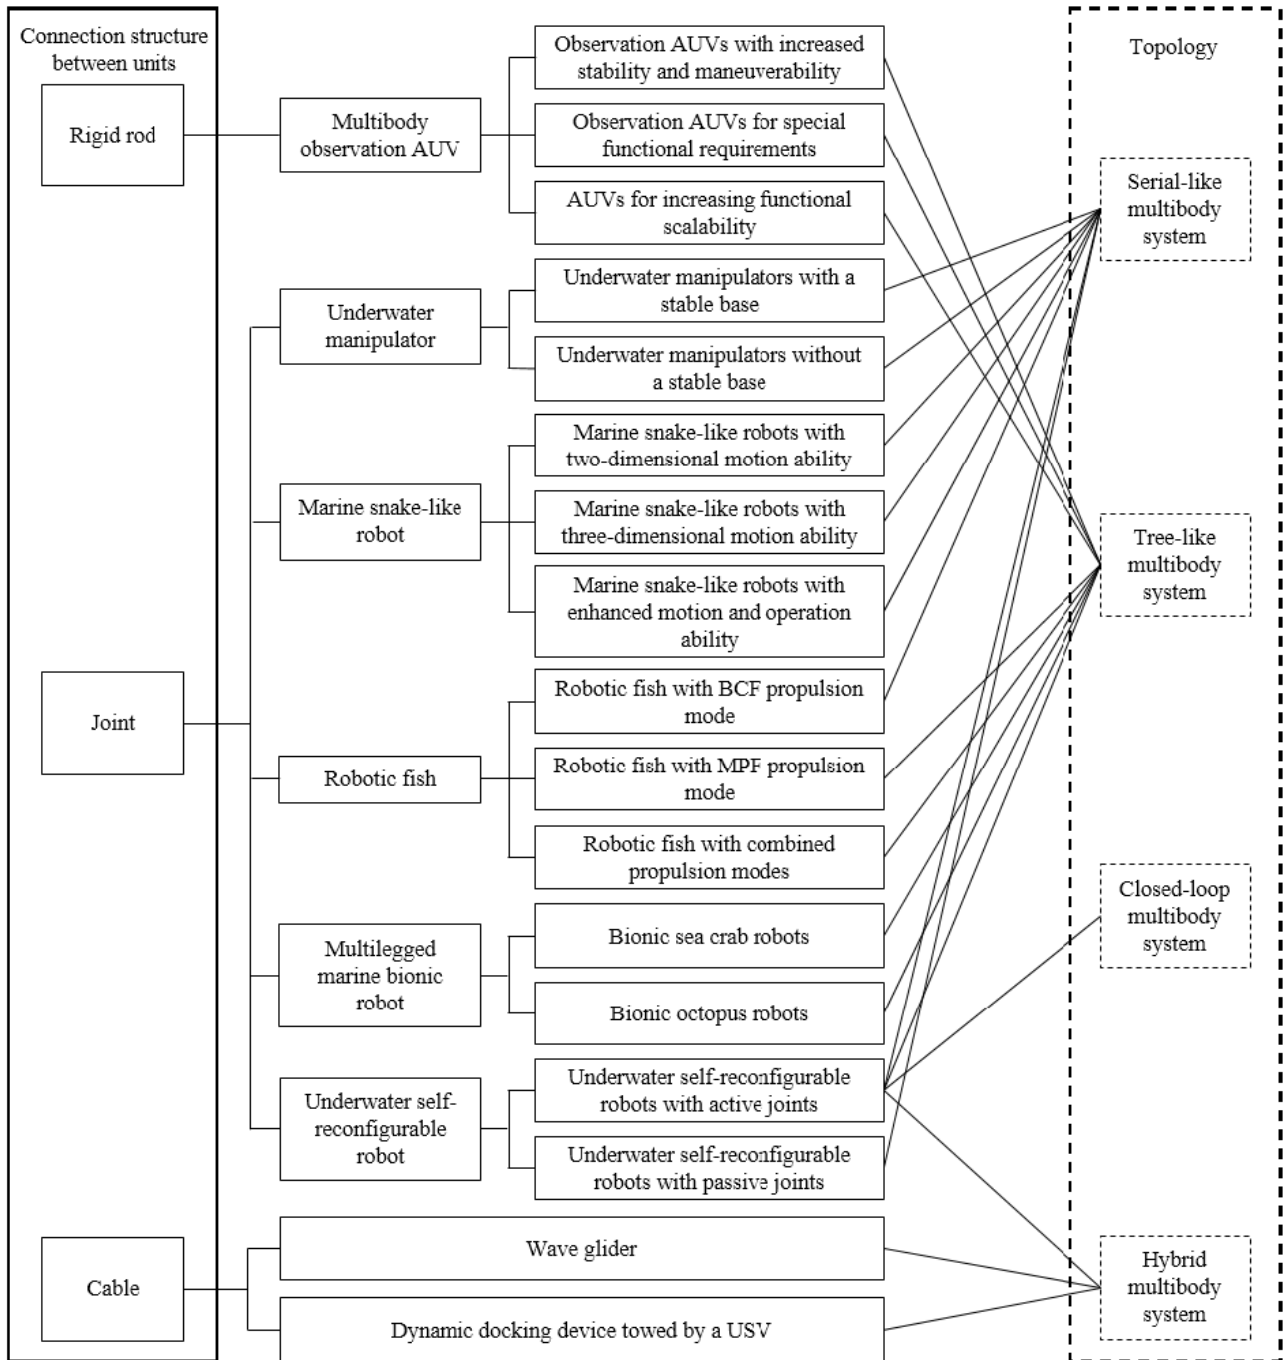 Connection structure
between units
Rigid rod
Joint
Cable
Multibody
observation AUV
Underwater
manipulator
Marine snake-like
robot
Robotic fish
Multilegged
marine bionic
robot
Underwater self-
reconfigurable
robot
Wave glider
Dynamic docking device towed by a USV
Observation AUVs with increased
stability and maneuverability
Observation AUVs for special
functional requirements
AUVs for increasing functional
scalability
Underwater manipulators with a
stable base
Underwater manipulators without
a stable base
Marine snake-like robots with
two-dimensional motion ability
Marine snake-like robots with
three-dimensional motion ability
Marine snake-like robots with
enhanced motion and operation
ability
Robotic fish with BCF propulsion
mode
Robotic fish with MPF propulsion
mode
Robotic fish with combined
propulsion modes
Bionic sea crab robots
Bionic octopus robots
Underwater self-reconfigurable
robots with active joints
Underwater self-reconfigurable
robots with passive joints
Topology
Serial-like
multibody
system
Tree-like
multibody
system
Closed-loop
multibody
system
Hybrid
multibody
system